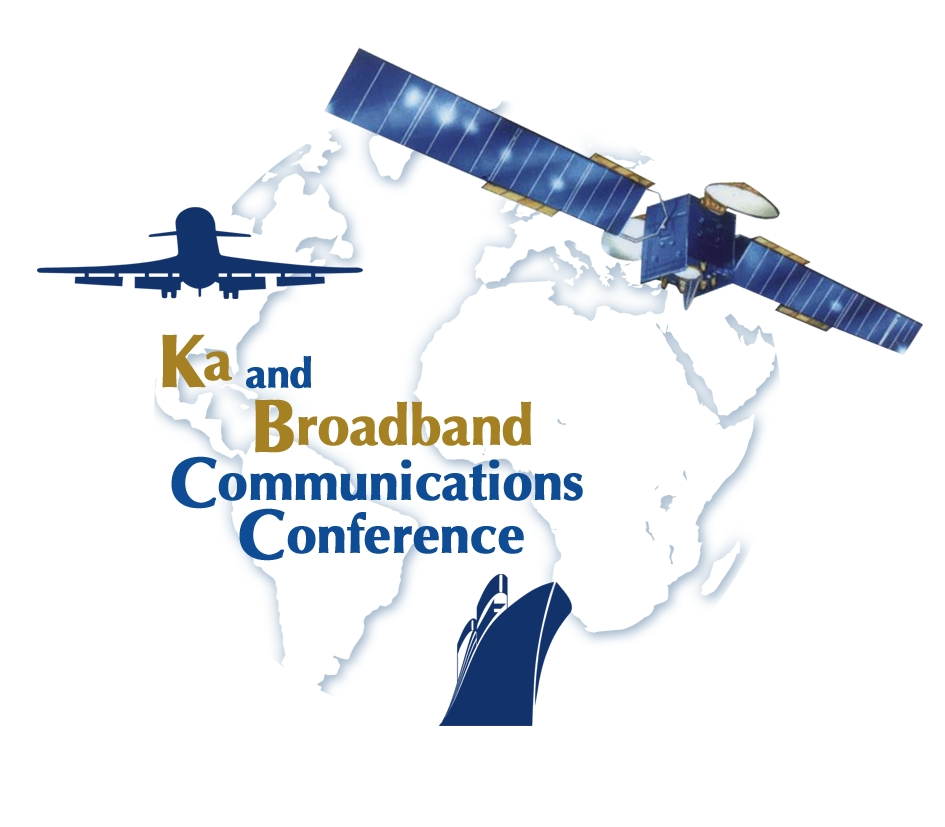 Ka and
Broadband
Communications
Conference